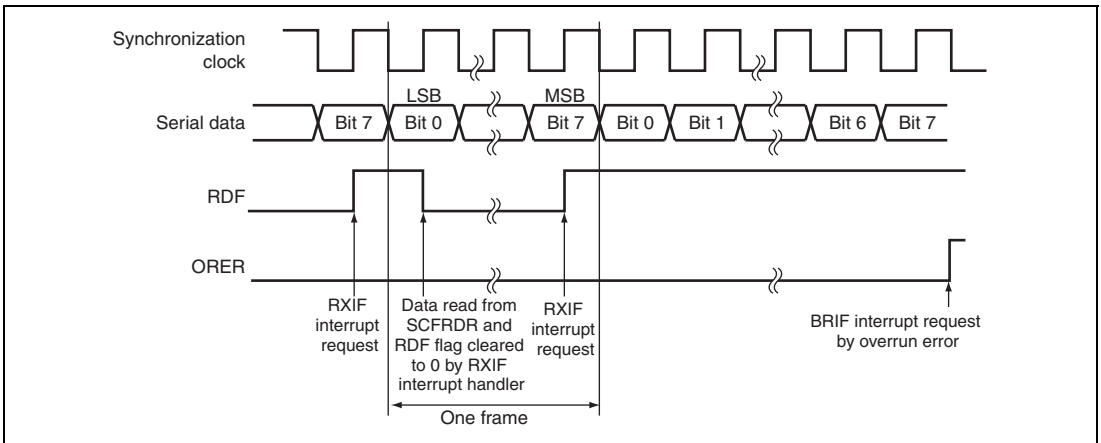 Synchronization
clock
LSB
MSB
Serial data
Bit 7
Bit 0
Bit 7
Bit 0
Bit 1
Bit 6
Bit 7
RDF
ORER
RXIF
interrupt
request
Data read from
SCFRDR and
RDF flag cleared
to 0 by RXIF
interrupt handler
RXIF
interrupt
request
BRIF interrupt request
by overrun error
One frame